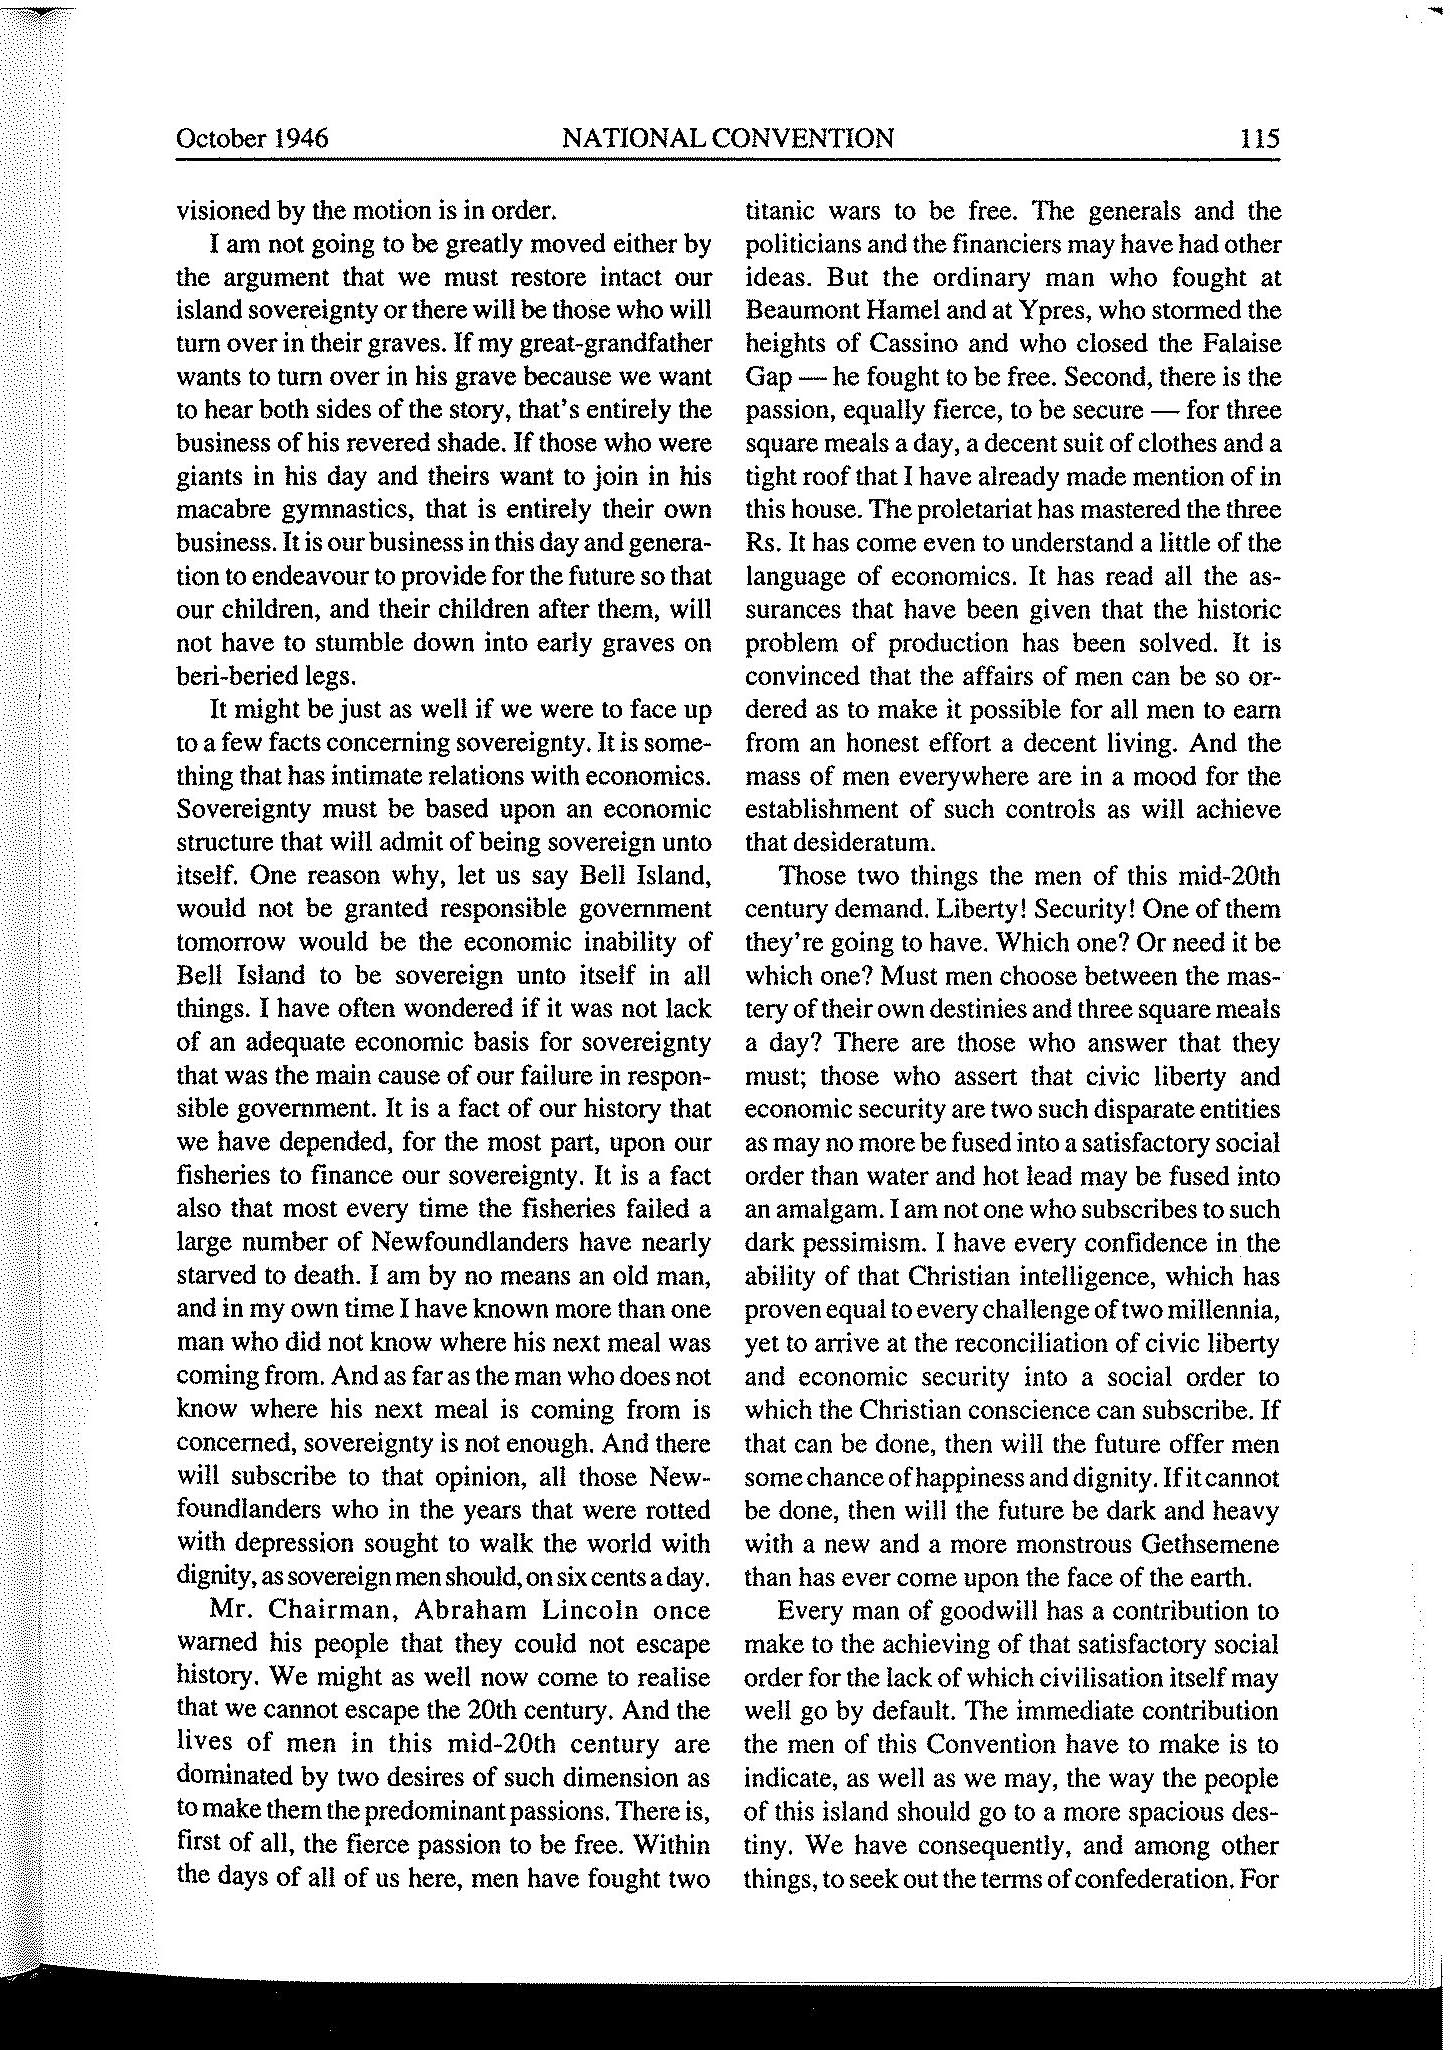 October 1946 NATIONAL CONVENTION 115
visioned by the motion is in order.
I am not going to be greatly moved either by
the argument that we must restore intact our
island sovereignty or there will be those who will
turn over in their graves. If my great-grandfather
wants to turn over in his grave because we want
to hear both sides of the story, that's entirely the
business of his revered shade. If those who were
giants in his day and theirs want to join in his
macabre gymnastics, that is entirely their own
business. It is our business in this day and genera-
tion to endeavour to provide for the future so that
our children, and their children after them, will
not have to stumble down into early graves on
beri-beried legs.
It might be just as well if we were to face up
to a few facts concerning sovereignty. It is some-
thing that has intimate relations with economics.
Sovereignty must be based upon an economic
structure that will admit of being sovereign unto
itself. One reason why, let us say Bell Island,
would not be granted responsible government
tomorrow would be the economic inability of
Bell Island to be sovereign unto itself in all
things. I have often wondered if it was not lack
of an adequate economic basis for sovereignty
that was the main cause of our failure in respon-
sible government. It is a fact of our history that
we have depended, for the most part, upon our
fisheries to finance our sovereignty. It is a fact
also that most every time the fisheries failed a
large number of Newfoundlanders have nearly
starved to death. I am by no means an old man,
and in my own time I have known more than one
man who did not know where his next meal was
coming from. And as far as the man who does not
know where his next meal is coming from is
concerned, sovereignty is not enough. And there
will subscribe to that opinion, all those New-
foundlanders who in the years that were rotted
with depression sought to walk the world with
dignity, as sovereign men should, on six cents a day.
Mr. Chairman, Abraham Lincoln once
warned his people that they could not escape
history. We might as well now come to realise
that we cannot escape the 20th century. And the
lives of men in this mid-20th century are
dominated by two desires of such dimension as
to make them the predominant passions. There is,
first of all, the fierce passion to be free. Within
the days of all of us here, men have fought two
titanic wars to be free. The generals and the
politicians and the financiers may have had other
ideas. But the ordinary man who fought at
Beaumont Hamel and at Ypres, who stormed the
heights of Cassino and who closed the Falaise
Gap — he fought to be free. Second, there is the
passion, equally fierce, to be secure — for three
square meals a day, a decent suit of clothes and a
tight roof that I have already made mention of in
this house. The proletariat has mastered the three
Rs. It has come even to understand a little of the
language of economics. It has read all the as-
surances that have been given that the historic
problem of production has been solved. It is
convinced that the affairs of men can be so or-
dered as to make it possible for all men to earn
from an honest effort a decent living. And the
mass of men everywhere are in a mood for the
establishment of such controls as will achieve
that desideratum.
Those two things the men of this mid-20th
century demand. Liberty! Security! One of them
they're going to have. Which one? Or need it be
which one? Must men choose between the mas-
tery of their own destinies and three square meals
a day? There are those who answer that they
must; those who assert that civic liberty and
economic security are two such disparate entities
as may no more be fused into a satisfactory social
order than water and hot lead may be fused into
an amalgam. I am not one who subscribes to such
dark pessimism. I have every confidence in the
ability of that Christian intelligence, which has
proven equal to every challenge of two millennia,
yet to arrive at the reconciliation of civic liberty
and economic security into a social order to
which the Christian conscience can subscribe. If
that can be done, then will the future offer men
some chance of happiness and dignity. If it cannot
be done, then will the future be dark and heavy
with a new and a more monstrous Gethsemene
than has ever come upon the face of the earth.
Every man of goodwill has a contribution to
make to the achieving of that satisfactory social
order for the lack of which civilisation itself may
well go by default. The immediate contribution
the men of this Convention have to make is to
indicate, as well as we may, the way the people
of this island should go to a more spacious des-
tiny. We have consequently, and among other
things, to seek out the terms of confederation. For